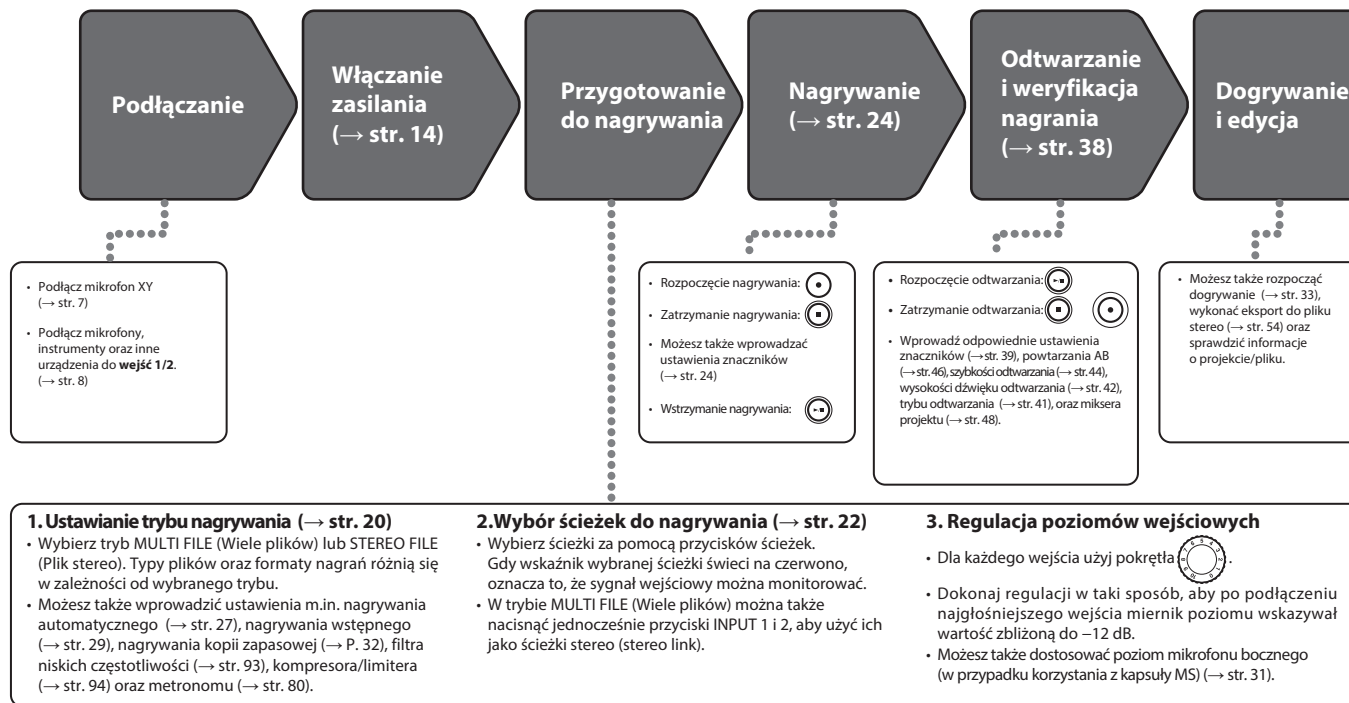 Podłączanie
Włączanie
zasilania
(→ str. 14)
Przygotowanie
do nagrywania
Nagrywanie
(→ str. 24)
Odtwarzanie
i weryfikacja
nagrania
(→ str. 38)
Dogrywanie
i edycja
• Podłącz mikrofon XY
(→ str. 7)
• Podłącz mikrofony,
instrumenty oraz inne
urządzenia do wejść 1/2.
(→ str. 8)
• Rozpoczęcie nagrywania:
• Zatrzymanie nagrywania:
• Możesz także wprowadzać
ustawienia znaczników
(→ str. 24)
• Wstrzymanie nagrywania:
• Rozpoczęcie odtwarzania:
• Zatrzymanie odtwarzania:
• Wprowadź odpowiednie ustawienia
znaczników (→str. 39), powtarzania AB
(→str. 46), szybkości odtwarzania (→ str. 44),
wysokości dźwięku odtwarzania (→ str. 42),
trybu odtwarzania (→ str. 41), oraz miksera
projektu (→ str. 48).
• Możesz także rozpocząć
dogrywanie (→ str. 33),
wykonać eksport do pliku
stereo (→ str. 54) oraz
sprawdzić informacje
o projekcie/pliku.
1. Ustawianie trybu nagrywania (→ str. 20)
• Wybierz tryb MULTI FILE (Wiele plików) lub STEREO FILE
(Plik stereo). Typy plików oraz formaty nagrań różnią się
w zależności od wybranego trybu.
• Możesz także wprowadzić ustawienia m.in. nagrywania
automatycznego (→ str. 27), nagrywania wstępnego
(→ str. 29), nagrywania kopii zapasowej (→ P. 32), filtra
niskich częstotliwości (→ str. 93), kompresora/limitera
(→ str. 94) oraz metronomu (→ str. 80).
2.Wybór ścieżek do nagrywania (→ str. 22)
• Wybierz ścieżki za pomocą przycisków ścieżek.
Gdy wskaźnik wybranej ścieżki świeci na czerwono,
oznacza to, że sygnał wejściowy można monitorować.
• W trybie MULTI FILE (Wiele plików) można także
nacisnąć jednocześnie przyciski INPUT 1 i 2, aby użyć ich
jako ścieżki stereo (stereo link).
3. Regulacja poziomów wejściowych
• Dla każdego wejścia użyj pokrętła .
• Dokonaj regulacji w taki sposób, aby po podłączeniu
najgłośniejszego wejścia miernik poziomu wskazywał
wartość zbliżoną do −12 dB.
• Możesz także dostosować poziom mikrofonu bocznego
(w przypadku korzystania z kapsuły MS) (→ str. 31).